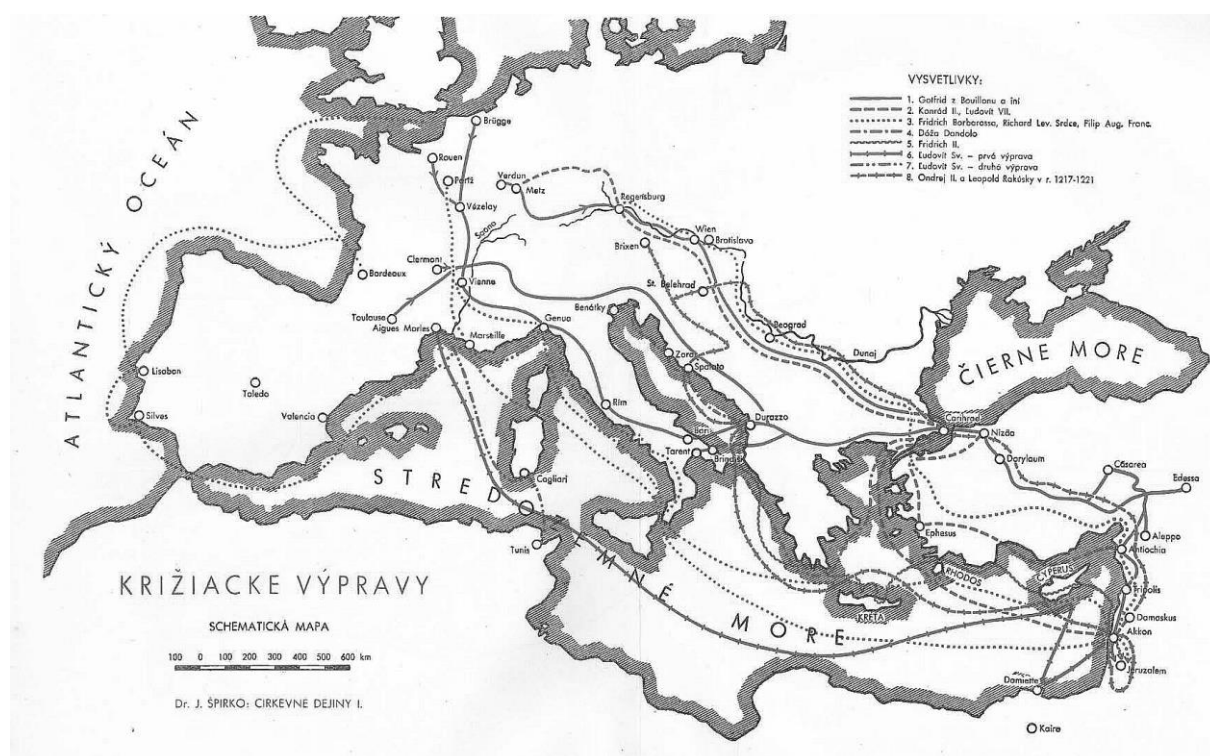 VYSVETLIVKY:
1. Gotfrid z Bouillonu a iní
2. Konrád II., Ľudovít VII.
3. Fridrich Barbarossa, Richard Lev. Srdce, Filip Aug. Franc.
4. Dóža Dandolo
5. Fridrich II.
6. Ľudovít Sv. – prvá výprava
7. Ľudovít Sv. – druhá výprava
8. Ondrej II. a Leopold Rakúsky v r. 1217-1221
ATLANTICKÝ OCEÁN
Brügge
Rouen
Paríž
Verdun
Metz
Vézelay
Regensburg
Saona
Wien
Bratislava
Brixen
Clermont
Bordeaux
Vienne
St. Belehrad
Toulouse
Benátky
Aigues Mortes
Genua
Marseille
Beograd
Dunaj
ČIERNE MORE
Zara
Spalato
Lisabon
Toledo
Silves
Valencia
Rím
Durazzo
Carihrad
Nizäa
Bari
Tarent
Brindisi
Dorylaum
Cäsarea
Edessa
Cagliari
STREDOZEMNÉ MORE
Ephesus
Aleppo
Antiochia
Tunis
RHODOS
CYPERUS
Tripolis
KRÉTA
Damaskus
Akkon
Jeruzalem
Damiette
Kairo
KRIŽIACKE VÝPRAVY
SCHEMATICKÁ MAPA
100 0 100 200 300 400 500 600 km
Dr. J. ŠPIRKO: CIRKEVNÉ DEJINY I.